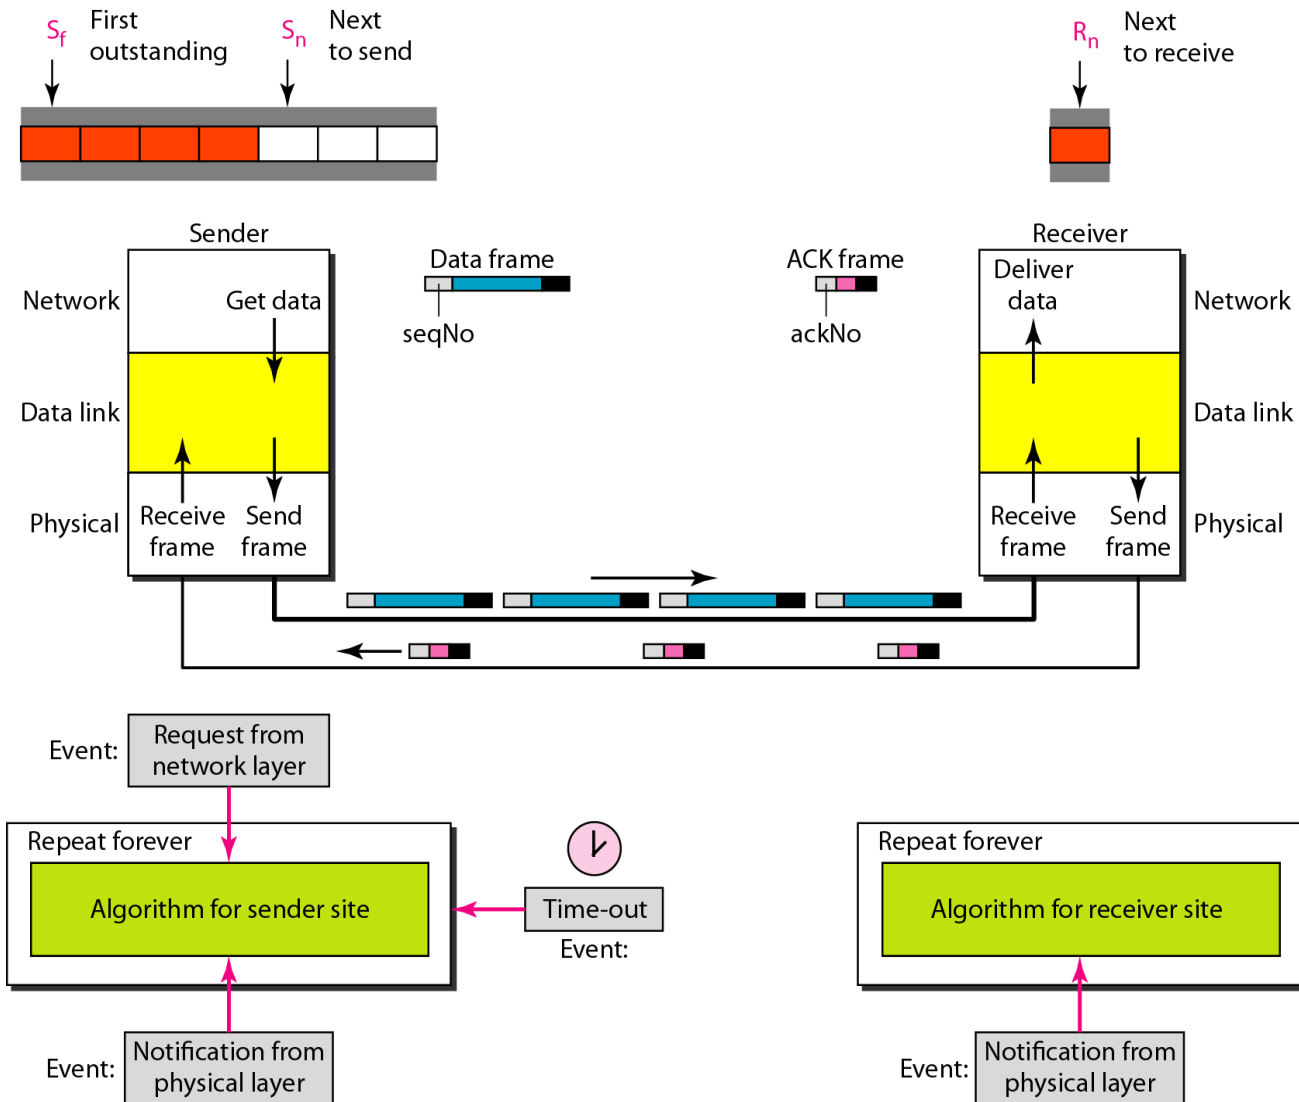 Sf First
outstanding
Sn Next
to send
Rn Next
to receive
Sender
Receiver
Data frame
seqNo
ACK frame
ackNo
Network
Get data
Deliver
data
Network
Data link
Data link
Physical
Receive
frame
Send
frame
Receive
frame
Send
frame
Physical
Event:
Request from
network layer
Repeat forever
Algorithm for sender site
Time-out
Event:
Repeat forever
Algorithm for receiver site
Event:
Notification from
physical layer
Event:
Notification from
physical layer